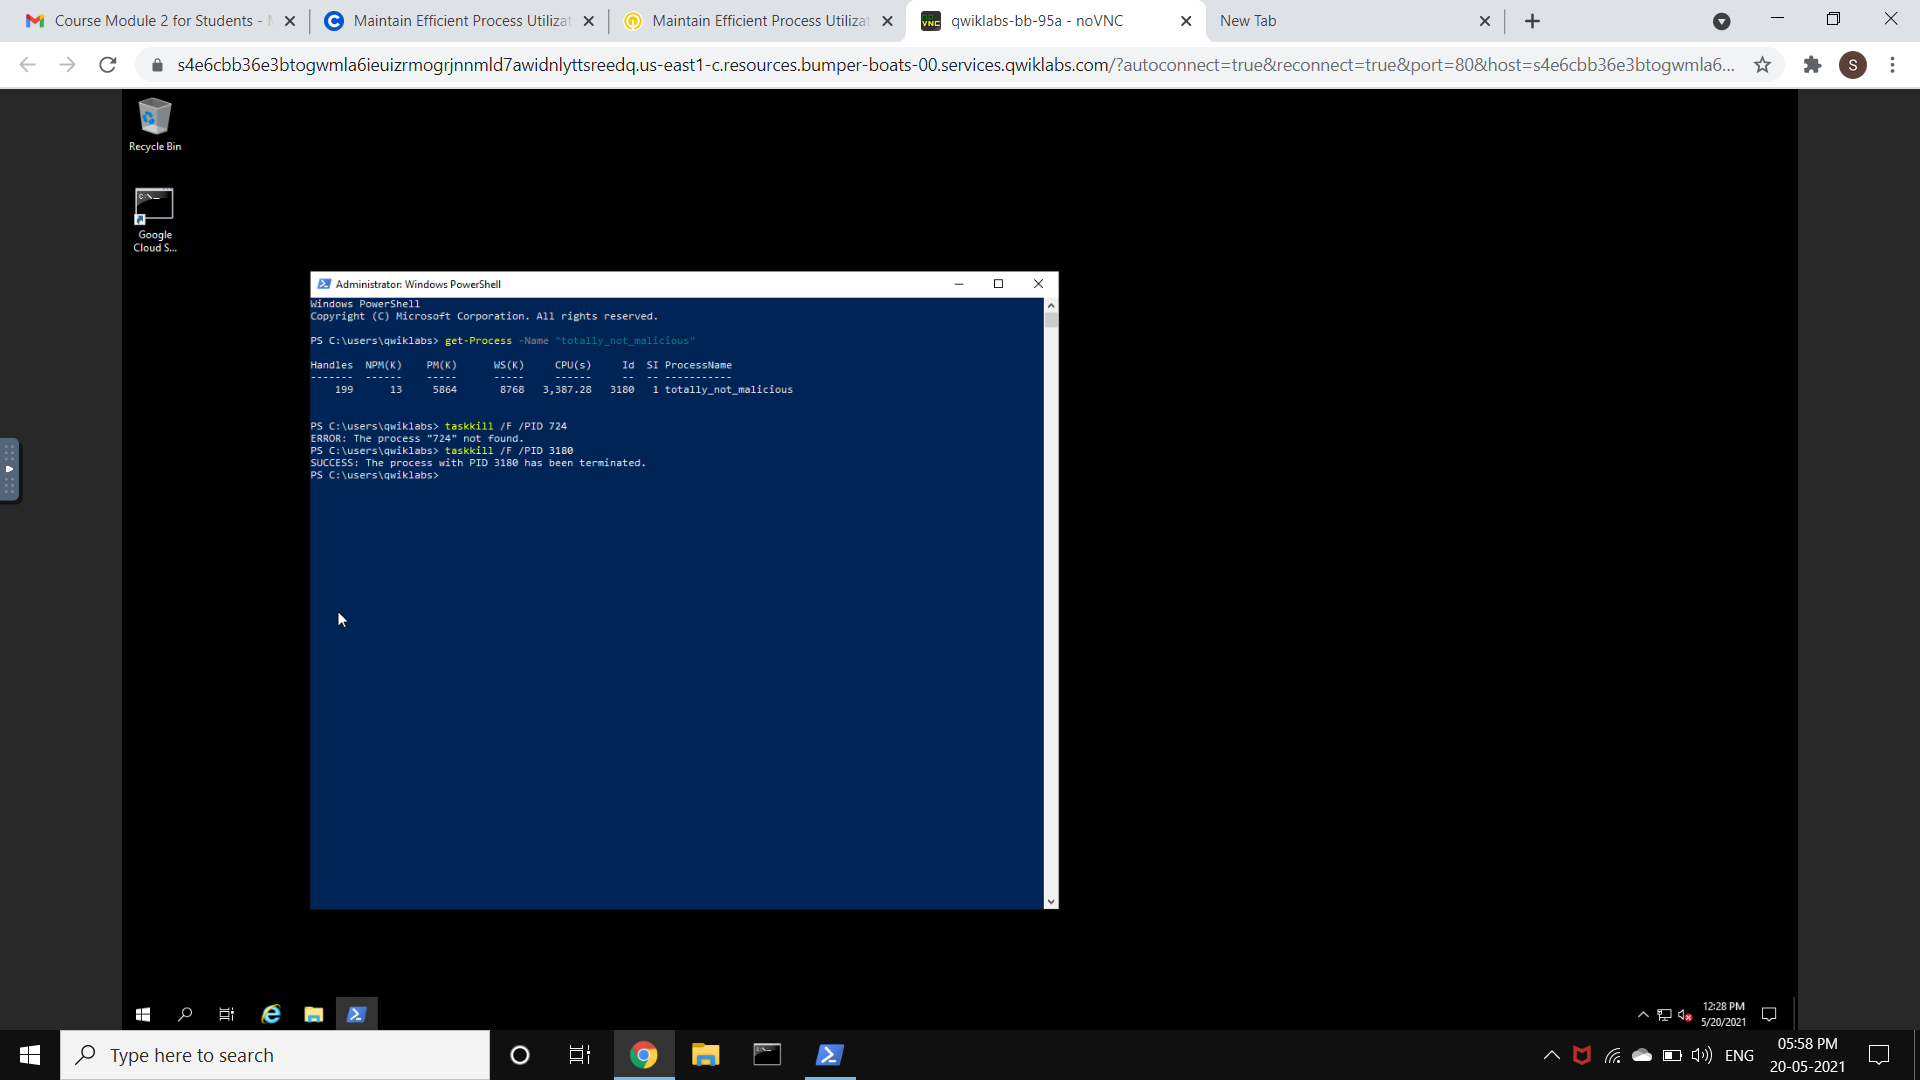 Course Module 2 for Students -
Maintain Efficient Process Utilizat
Maintain Efficient Process Utilizat
qwiklabs-bb-95a - noVNC
New Tab
s4e6cbb36e3btogwmla6ieuizrmogrjnnmld7awidnlyttsreedq.us-east1-c.resources.bumper-boats-00.services.qwiklabs.com/?autoconnect=true&reconnect=true&port=80&host=s4e6cbb36e3btogwmla6...
S
Recycle Bin
Google
Cloud S...
Administrator: Windows PowerShell
Windows PowerShell
Copyright (C) Microsoft Corporation. All rights reserved.
PS C:\users\qwiklabs> get-Process -Name "totally_not_malicious"
Handles  NPM(K)    PM(K)      WS(K)     CPU(s)     Id  SI ProcessName
-------  ------    -----      -----     ------     --  -- -----------
    199      13     5864       8768   3,387.28   3180   1 totally_not_malicious
PS C:\users\qwiklabs> taskkill /F /PID 724
ERROR: The process "724" not found.
PS C:\users\qwiklabs> taskkill /F /PID 3180
SUCCESS: The process with PID 3180 has been terminated.
PS C:\users\qwiklabs>
12:28 PM
5/20/2021
Type here to search
ENG
05:58 PM
20-05-2021